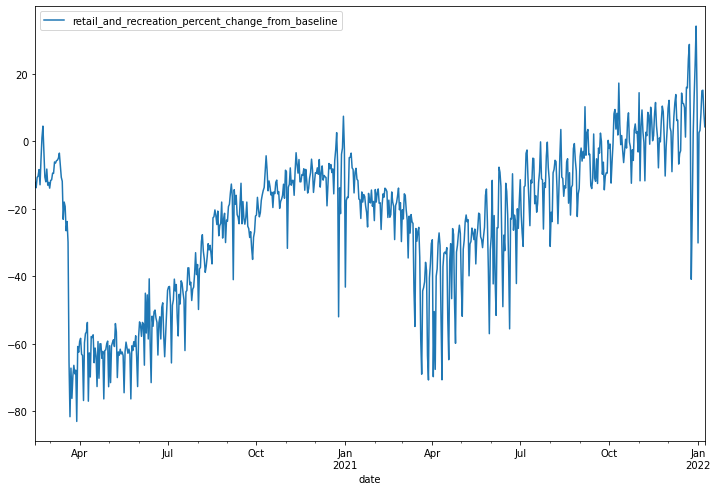 retail_and_recreation_percent_change_from_baseline
20
0
−20
−40
−60
−80
Apr
Jul
Oct
Jan
2021
Apr
Jul
Oct
Jan
2022
date